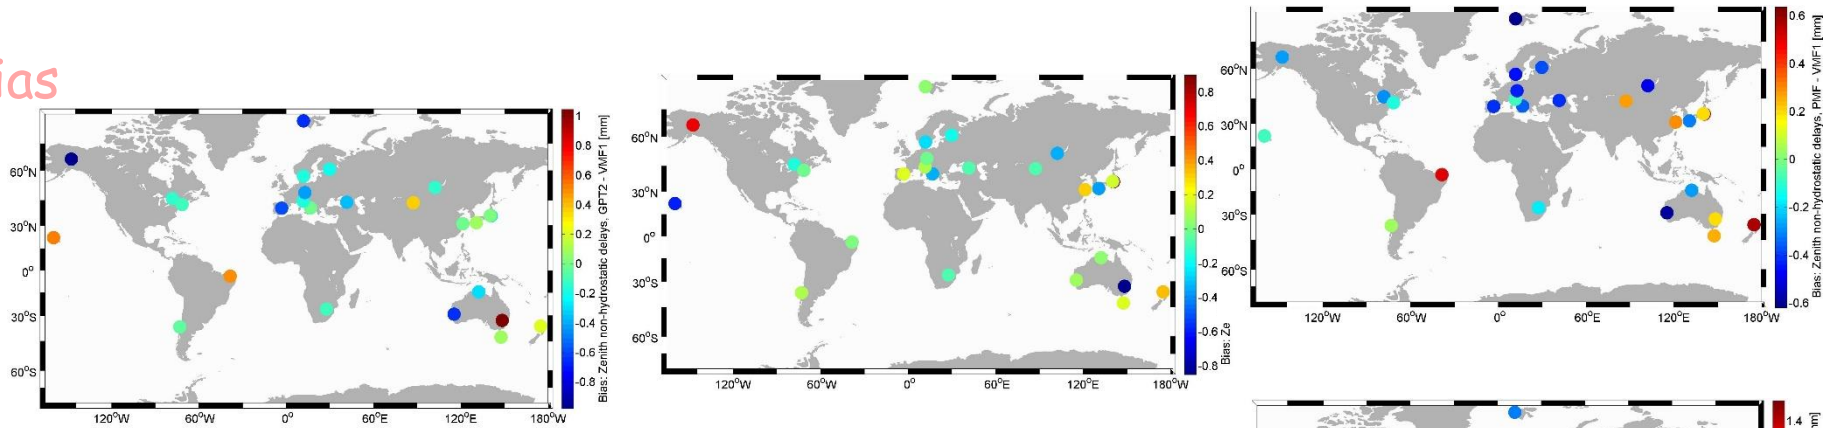 ias
60°N
30°N
0°
30°S
60°S
120°W
60°W
0°
60°E
120°E
180°W
1
0.8
0.6
0.4
0.2
0
-0.2
-0.4
-0.6
-0.8
Bias: Zenith non-hydrostatic delays, GPT2 - VMF1 [mm]
60°N
30°N
0°
30°S
60°S
120°W
60°W
0°
60°E
120°E
180°W
0.8
0.6
0.4
0.2
0
-0.2
-0.4
-0.6
-0.8
Bias: Ze
60°N
30°N
0°
30°S
60°S
120°W
60°W
0°
60°E
120°E
180°W
0.6
0.4
0.2
0
-0.2
-0.4
-0.6
Bias: Zenith non-hydrostatic delays, PMF - VMF1 [mm]
1.4
nm]